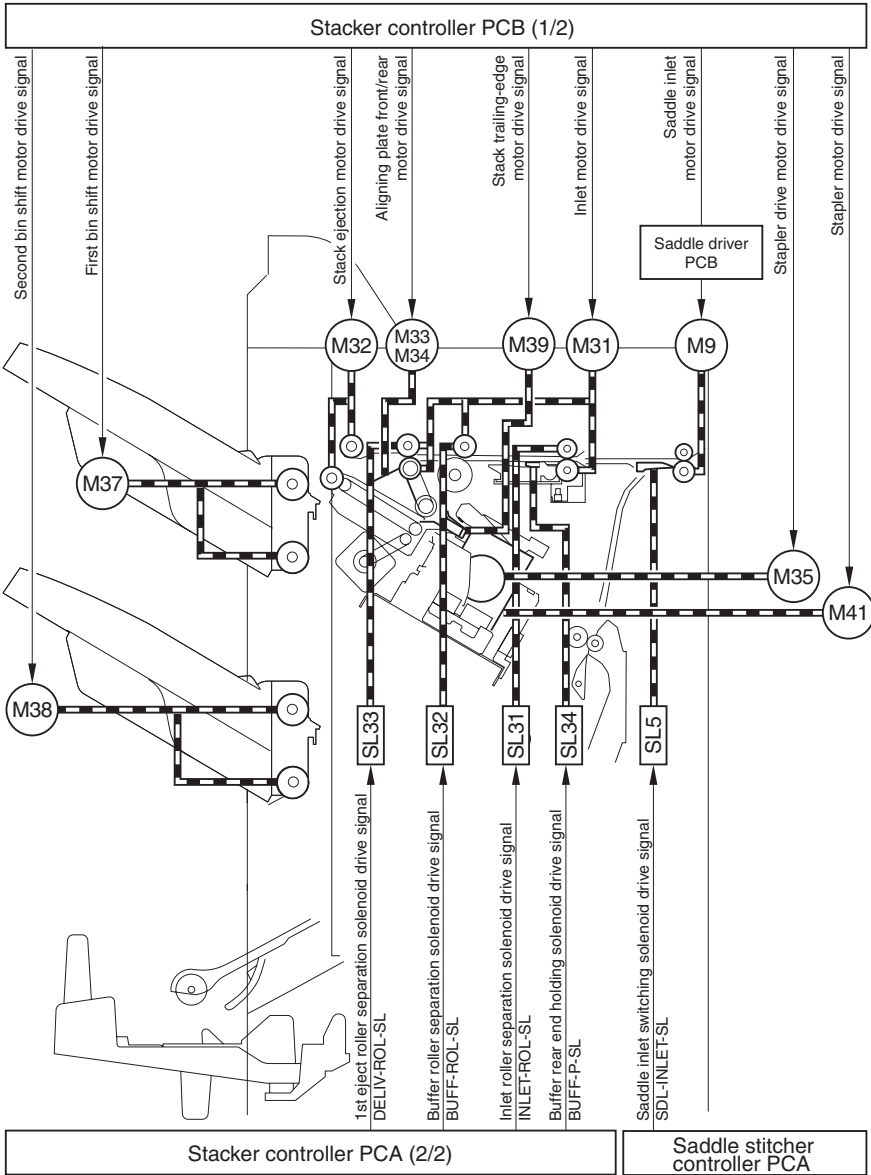 Stacker controller PCB (1/2)
Second bin shift motor drive signal
First bin shift motor drive signal
Stack ejection motor drive signal
Aligning plate front/rear
motor drive signal
Stack trailing-edge
motor drive signal
Inlet motor drive signal
Saddle inlet
motor drive signal
Stapler drive motor drive signal
Stapler motor drive signal
Saddle driver
PCB
M32
M33
M34
M39
M31
M9
M37
M35
M41
M38
SL33
SL32
SL31
SL34
SL5
1st eject roller separation solenoid drive signal
DELIV-ROL-SL
Buffer roller separation solenoid drive signal
BUFF-ROL-SL
Inlet roller separation solenoid drive signal
INLET-ROL-SL
Buffer rear end holding solenoid drive signal
BUFF-P-SL
Saddle inlet switching solenoid drive signal
SDL-INLET-SL
Stacker controller PCA (2/2)
Saddle stitcher
controller PCA